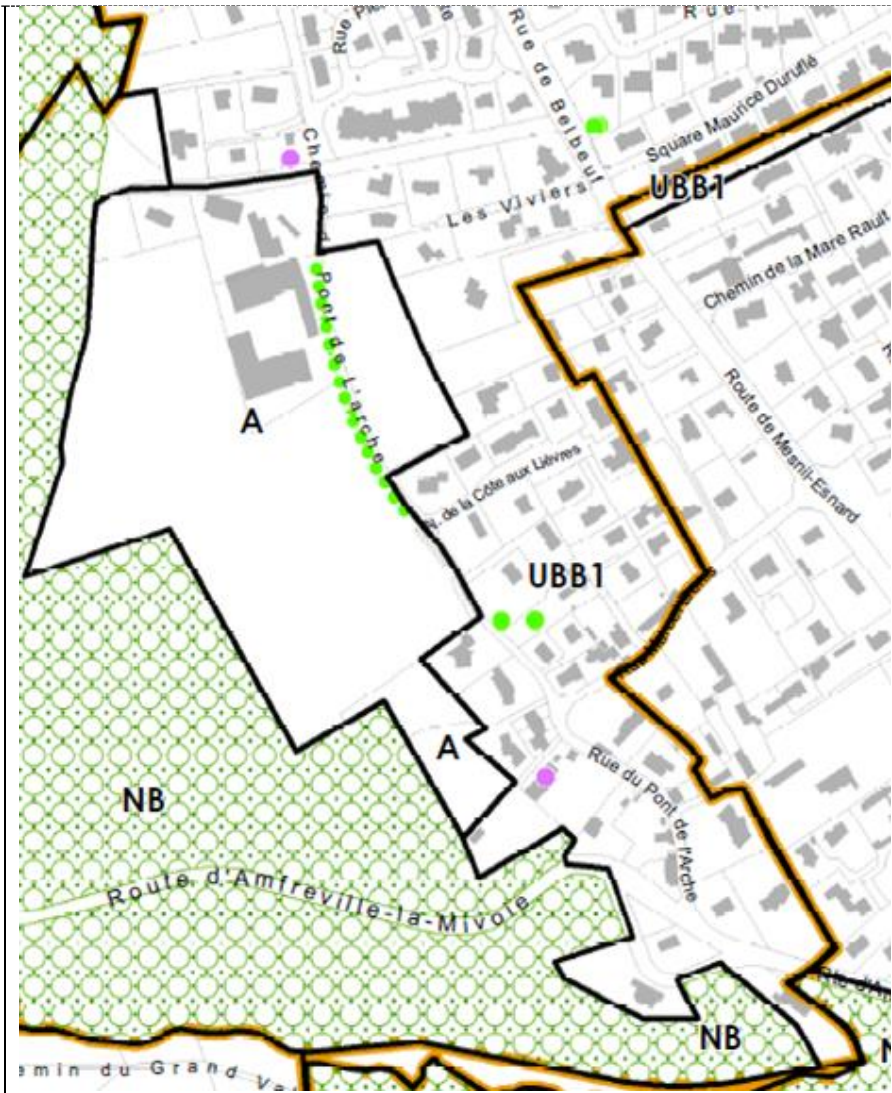 Rue de Belbeuf
Square Maurice Duruflé
UBB1
Les Viviers
Chemin de la Mare Raulf
Pont de L'arche
Route de Mesnil-Esnard
A
de la Côte aux Lièvres
UBB1
A
Rue du Pont de l'Arche
NB
Route d'Amfreville-la-Mivoie
NB
emin du Grand Va